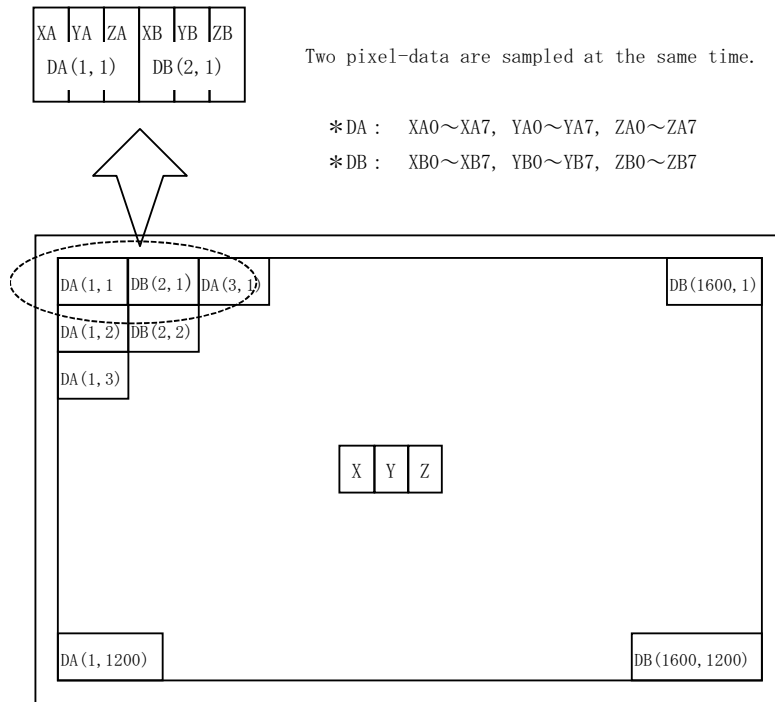 XA YA ZA XB YB ZB
DA(1,1) DB(2,1)
Two pixel-data are sampled at the same time.
*DA: XA0～XA7, YA0～YA7, ZA0～ZA7
*DB: XB0～XB7, YB0～YB7, ZB0～ZB7
DA(1,1 DB(2,1) DA(3,1) DB(1600,1)
DA(1,2) DB(2,2)
DA(1,3)
X Y Z
DA(1,1200) DB(1600,1200)